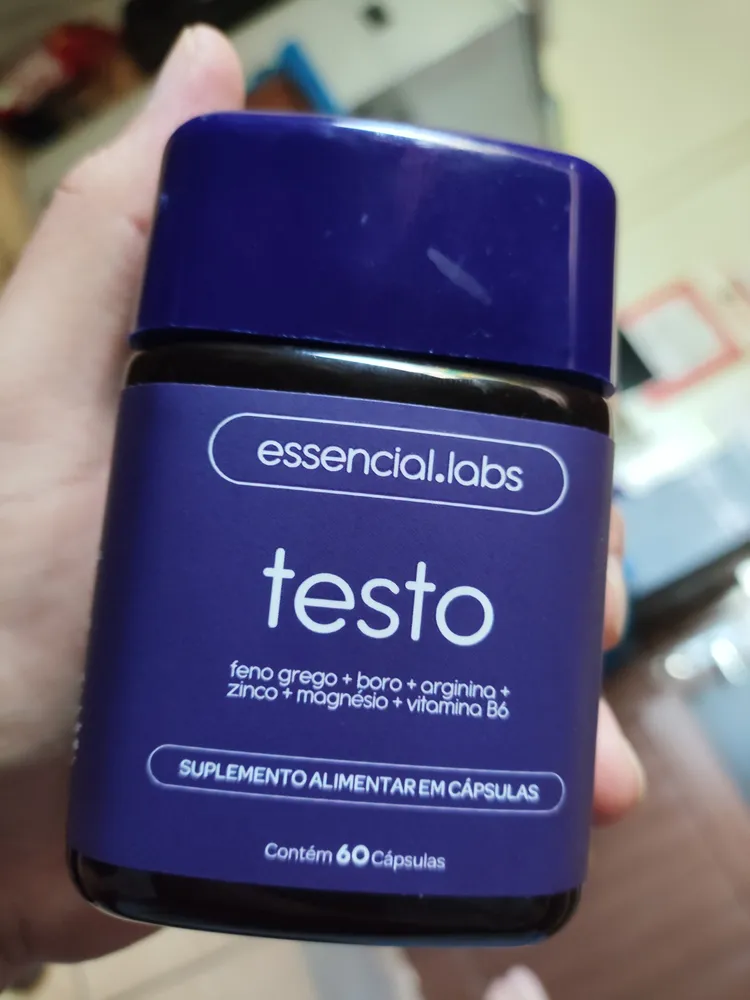 essencial.labs
testo
feno grego + boro + arginina +
zinco + magnésio + vitamina B6
SUPLEMENTO ALIMENTAR EM CÁPSULAS
Contém 60 Cápsulas